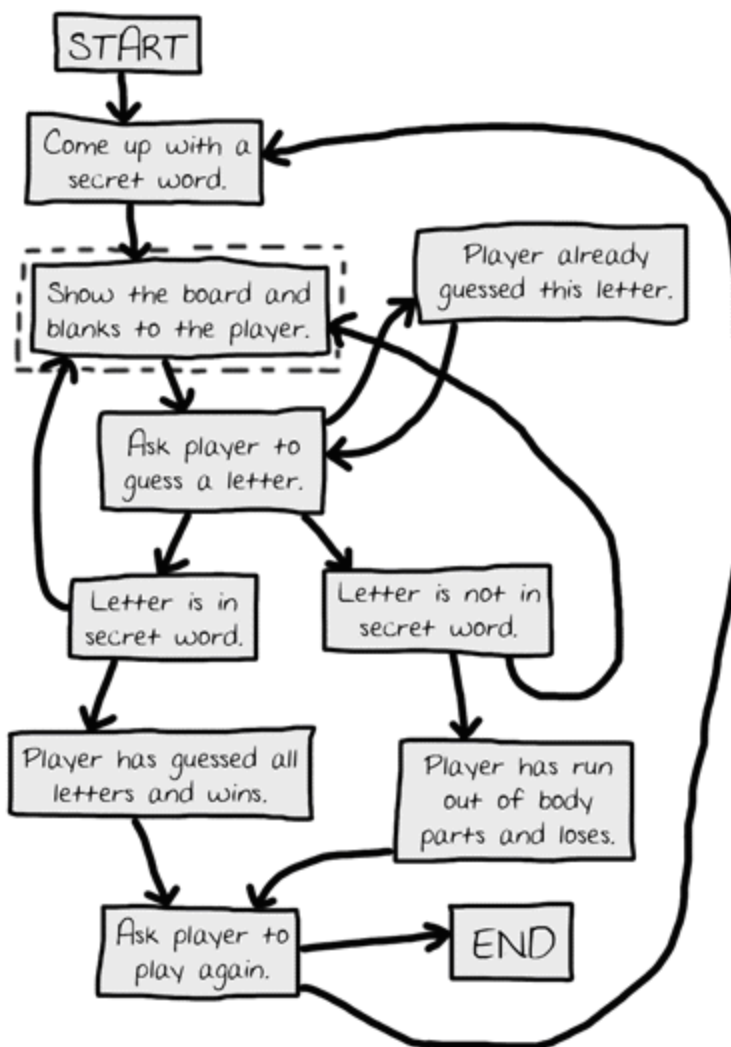 START
Come up with a
secret word.
Show the board and
blanks to the player.
Player already
guessed this letter.
Ask player to
guess a letter.
Letter is in
secret word.
Letter is not in
secret word.
Player has guessed all
letters and wins.
Player has run
out of body
parts and loses.
Ask player to
play again.
END